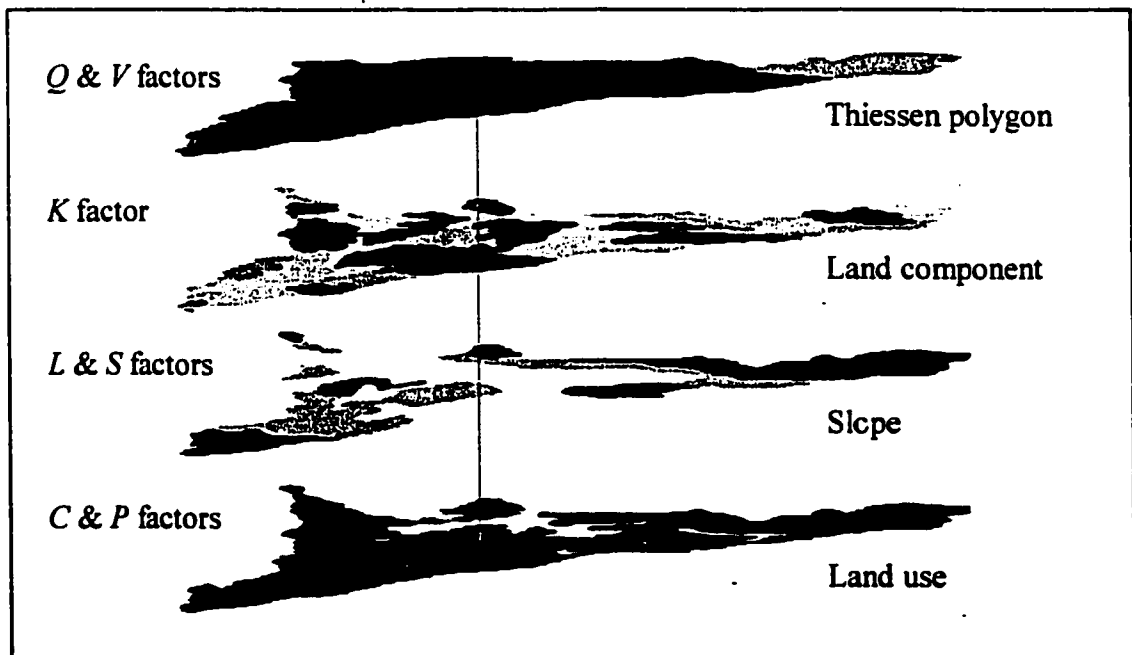 Q & V factors
Thiessen polygon
K factor
Land component
L & S factors
Slcpe
C & P factors
Land use